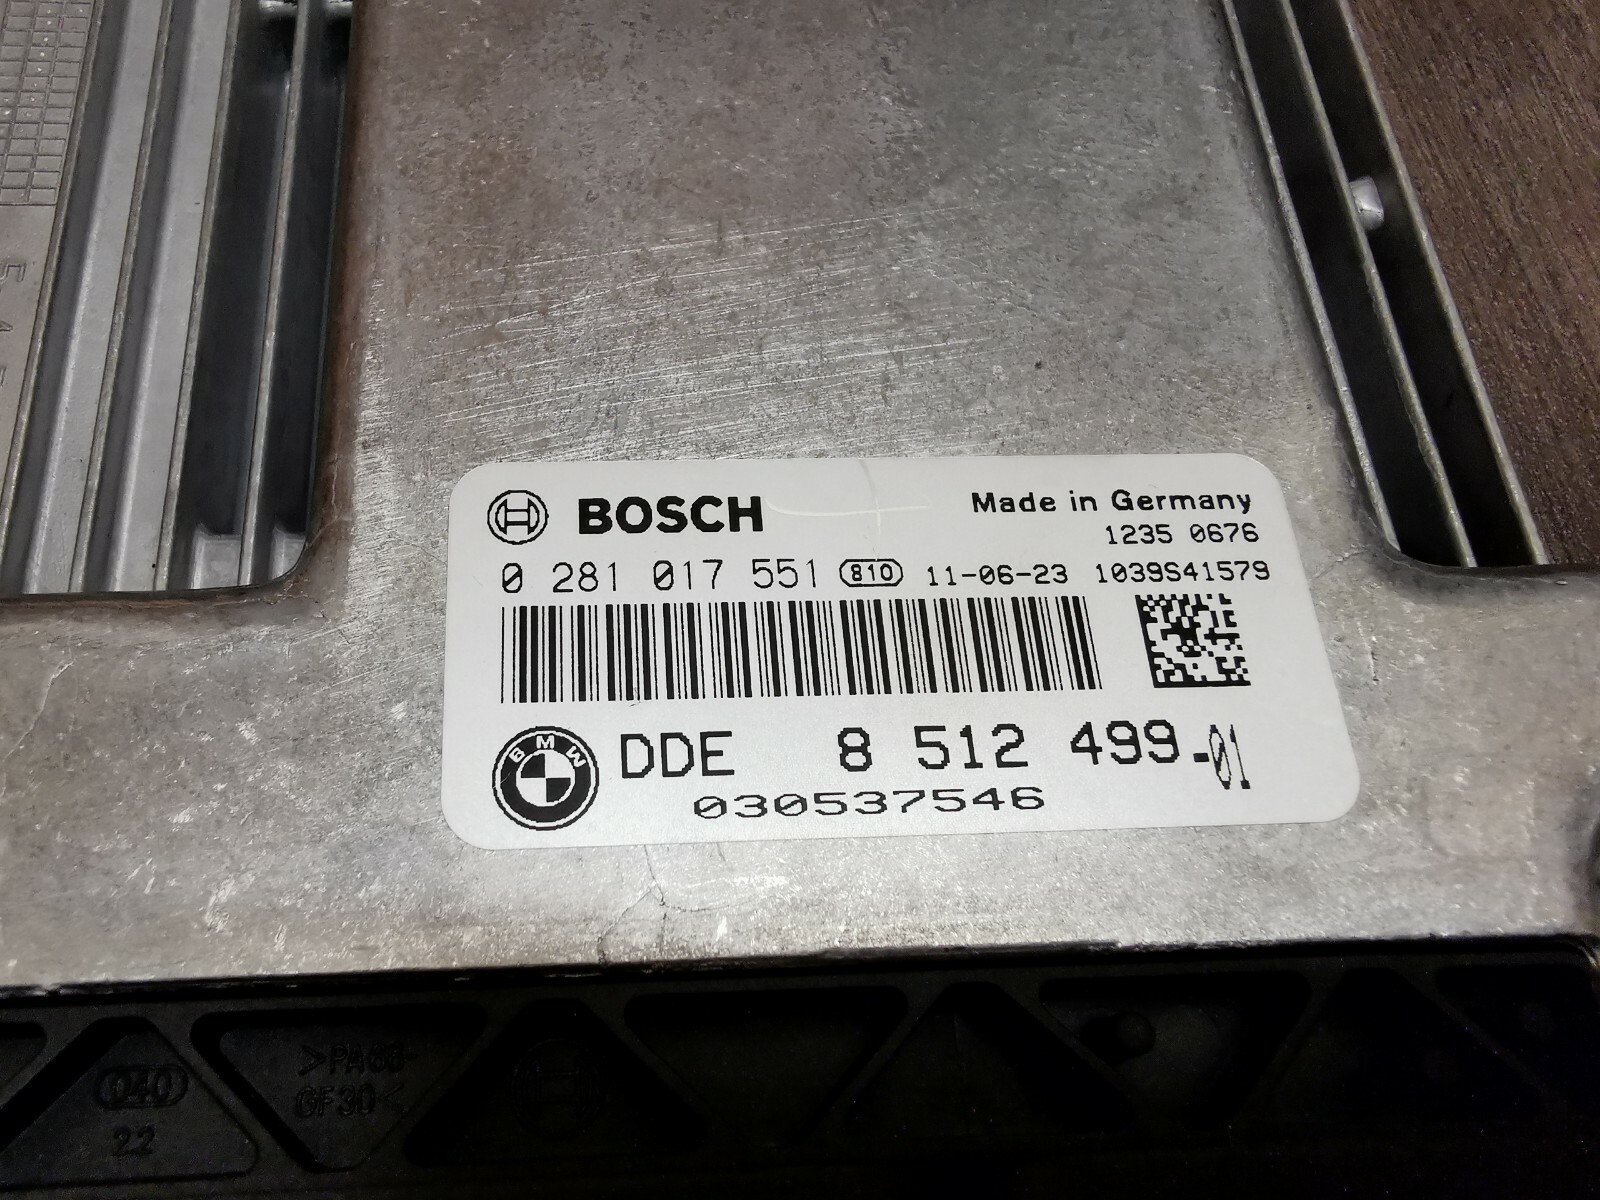 BOSCH
Made in Germany
1235 0676
0 281 017 551 810 11-06-23 1039S41579
BMW
DDE 8 512 499-01
030537546
>PA66-
GF30<
040
22